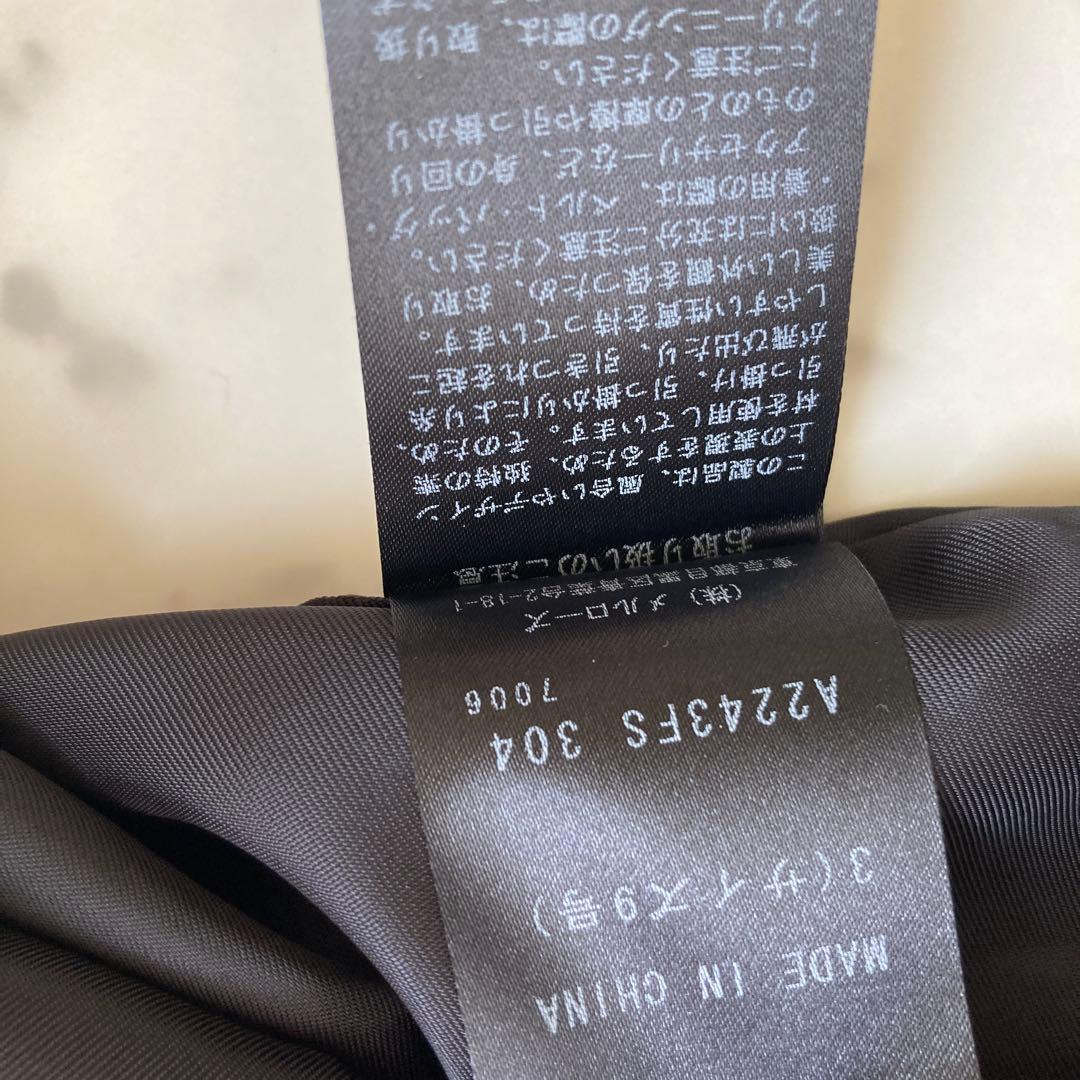 MADE IN CHINA
3(サイズ9号)
A2243FS 304
7006
(株)メルローズ
東京都目黒区青葉台2-18-1
お取り扱いのご注意
この製品は、風合いやデザイン
上の表現をするため、独特の素
材を使用しています。そのため、
引っ掛け、引っ掛かりにより糸
が飛び出たり、引きつれを起こ
しやすい性質を持っています。
美しい外観を保つため、お取り
扱いには充分ご注意ください。
・着用の際は、ベルト・バッグ・
アクセサリーなど、身の回り
のものとの摩擦や引っ掛かり
にご注意ください。
・クリーニングの際は、取り扱